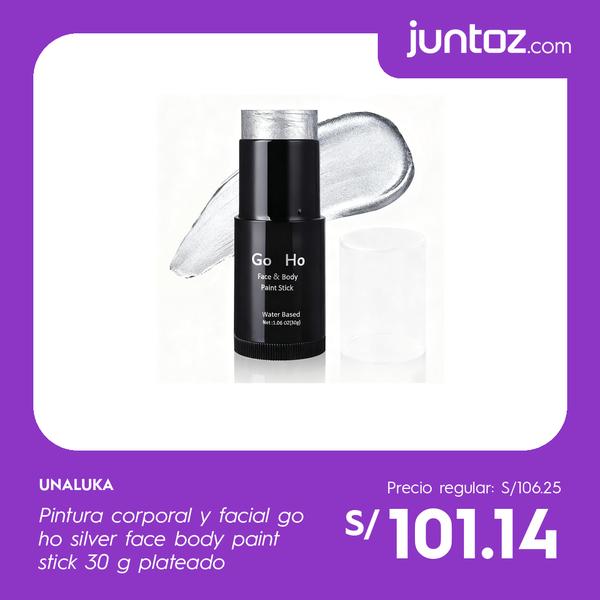 juntoz.com
Go Ho
Face & Body
Paint Stick
Water Based
Net :1.06 OZ(30g)
UNALUKA
Pintura corporal y facial go
ho silver face body paint
stick 30 g plateado
Precio regular: S/106.25
S/101.14